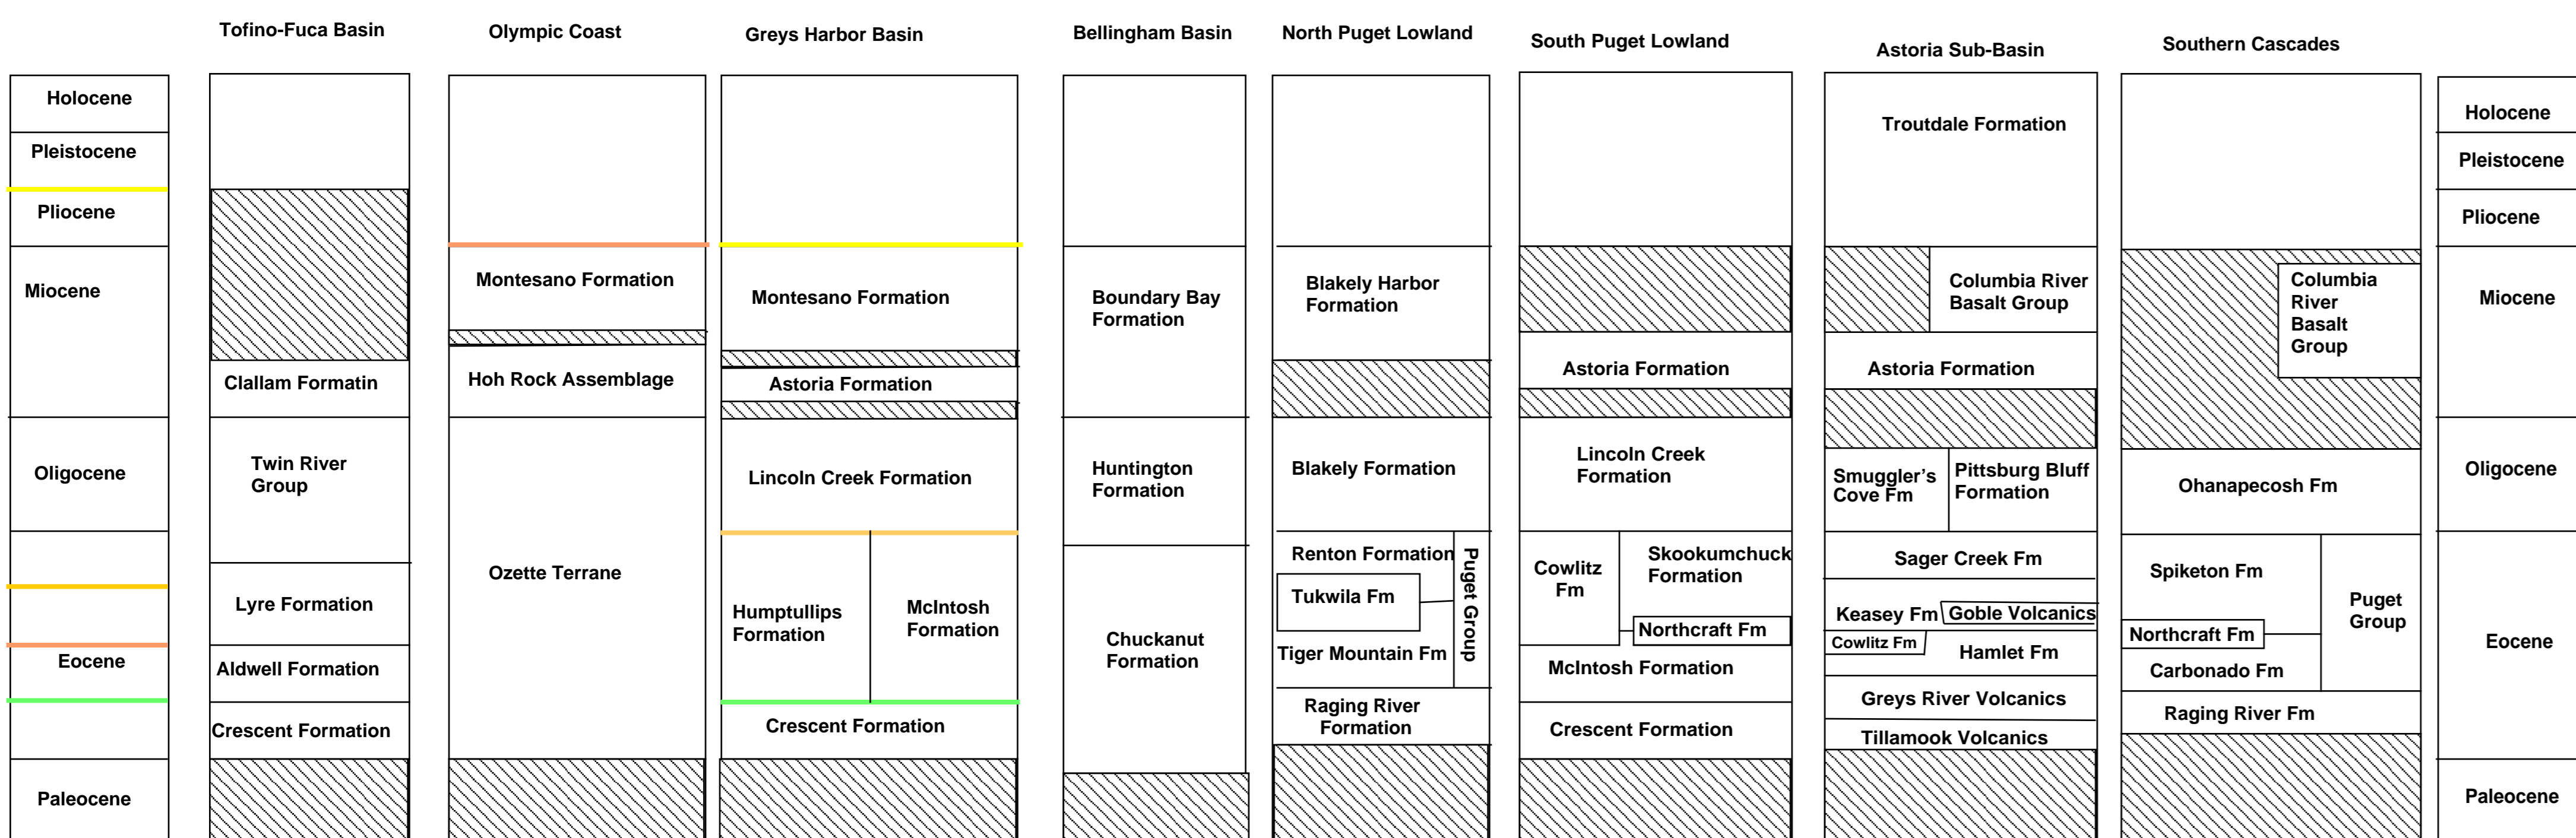 Tofino-Fuca Basin
Olympic Coast
Greys Harbor Basin
Bellingham Basin
North Puget Lowland
South Puget Lowland
Astoria Sub-Basin
Southern Cascades
Holocene
Pleistocene
Pliocene
Miocene
Oligocene
Eocene
Paleocene
Clallam Formatin
Twin River
Group
Lyre Formation
Aldwell Formation
Crescent Formation
Montesano Formation
Hoh Rock Assemblage
Ozette Terrane
Montesano Formation
Astoria Formation
Lincoln Creek Formation
Humptullips
Formation
McIntosh
Formation
Crescent Formation
Boundary Bay
Formation
Huntington
Formation
Chuckanut
Formation
Blakely Harbor
Formation
Blakely Formation
Renton Formation
Tukwila Fm
Tiger Mountain Fm
Puget Group
Raging River
Formation
Astoria Formation
Lincoln Creek
Formation
Cowlitz
Fm
Skookumchuck
Formation
Northcraft Fm
McIntosh Formation
Crescent Formation
Troutdale Formation
Columbia River
Basalt Group
Astoria Formation
Smuggler’s
Cove Fm
Pittsburg Bluff
Formation
Sager Creek Fm
Keasey Fm
Goble Volcanics
Cowlitz Fm
Hamlet Fm
Greys River Volcanics
Tillamook Volcanics
Columbia
River
Basalt
Group
Ohanapecosh Fm
Spiketon Fm
Puget
Group
Northcraft Fm
Carbonado Fm
Raging River Fm
Holocene
Pleistocene
Pliocene
Miocene
Oligocene
Eocene
Paleocene